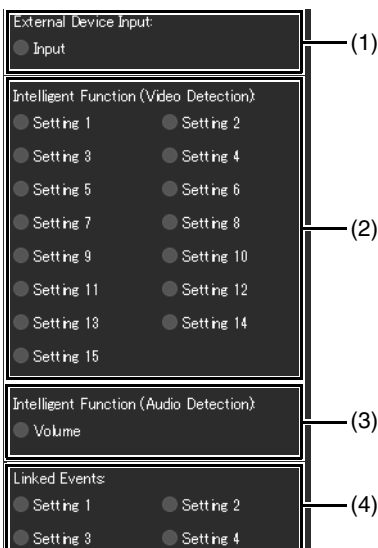 External Device Input:
Input
(1)
Intelligent Function (Video Detection):
Setting 1 Setting 2
Setting 3 Setting 4
Setting 5 Setting 6
Setting 7 Setting 8
(2)
Setting 9 Setting 10
Setting 11 Setting 12
Setting 13 Setting 14
Setting 15
Intelligent Function (Audio Detection):
(3)
Volume
Linked Events:
Setting 1 Setting 2
(4)
Setting 3 Setting 4